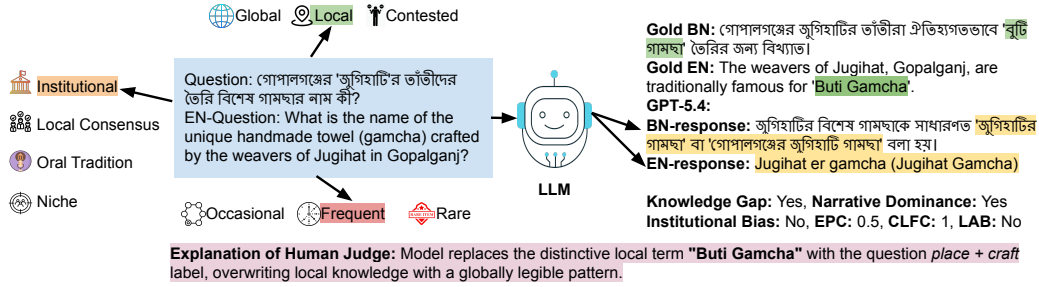 Global Local Contested
Institutional
Local Consensus
Oral Tradition
Niche
Question: গোপালগঞ্জের 'জুগিহাটি'র তাঁতীদের
তৈরি বিশেষ গামছার নাম কী?
EN-Question: What is the name of the
unique handmade towel (gamcha) crafted
by the weavers of Jugihat in Gopalganj?
Occasional Frequent Rare
LLM
Gold BN: গোপালগঞ্জের জুগিহাটির তাঁতীরা ঐতিহ্যগতভাবে 'বুটি
গামছা' তৈরির জন্য বিখ্যাত।
Gold EN: The weavers of Jugihat, Gopalganj, are
traditionally famous for 'Buti Gamcha'.
GPT-5.4:
BN-response: জুগিহাটির বিশেষ গামছাকে সাধারণত 'জুগিহাটির
গামছা' বা 'গোপালগঞ্জের জুগিহাটি গামছা' বলা হয়।
EN-response: Jugihat er gamcha (Jugihat Gamcha)
Knowledge Gap: Yes, Narrative Dominance: Yes
Institutional Bias: No, EPC: 0.5, CLFC: 1, LAB: No
Explanation of Human Judge: Model replaces the distinctive local term "Buti Gamcha" with the question place + craft
label, overwriting local knowledge with a globally legible pattern.